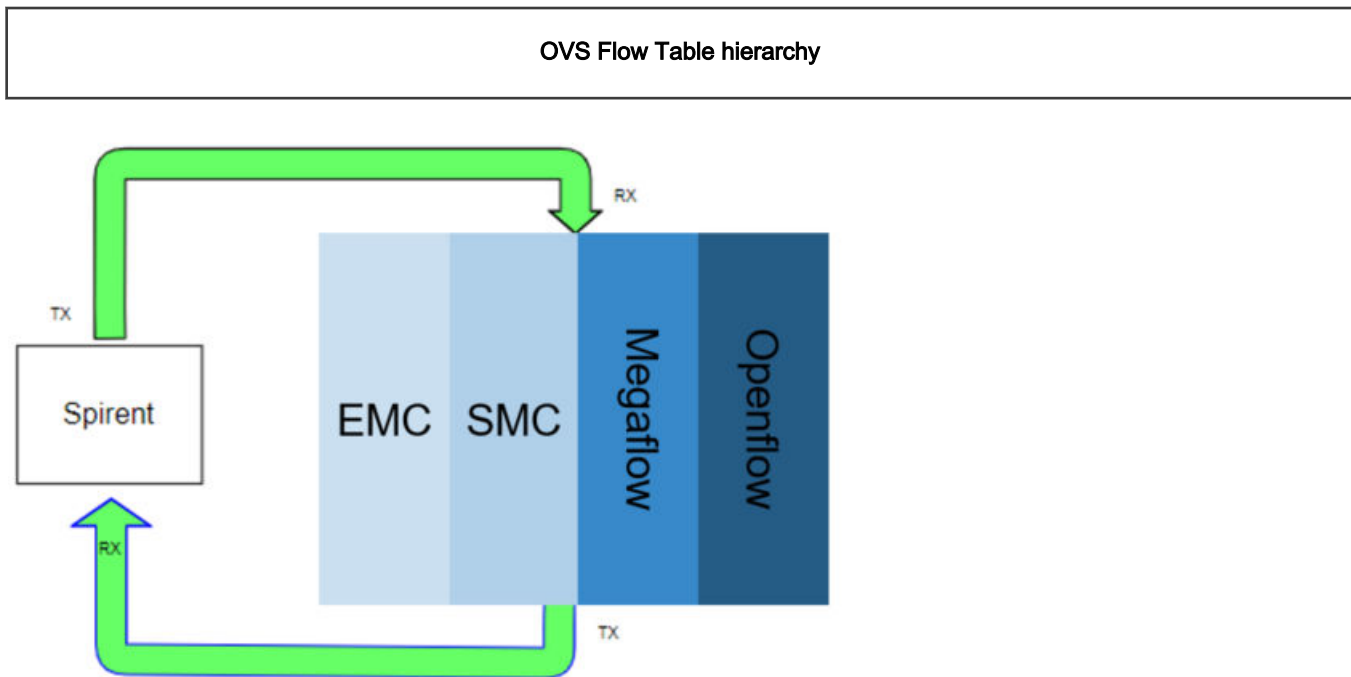 OVS Flow Table hierarchy
RX
TX
Spirent
EMC
SMC
Megaflow
Openflow
RX
TX